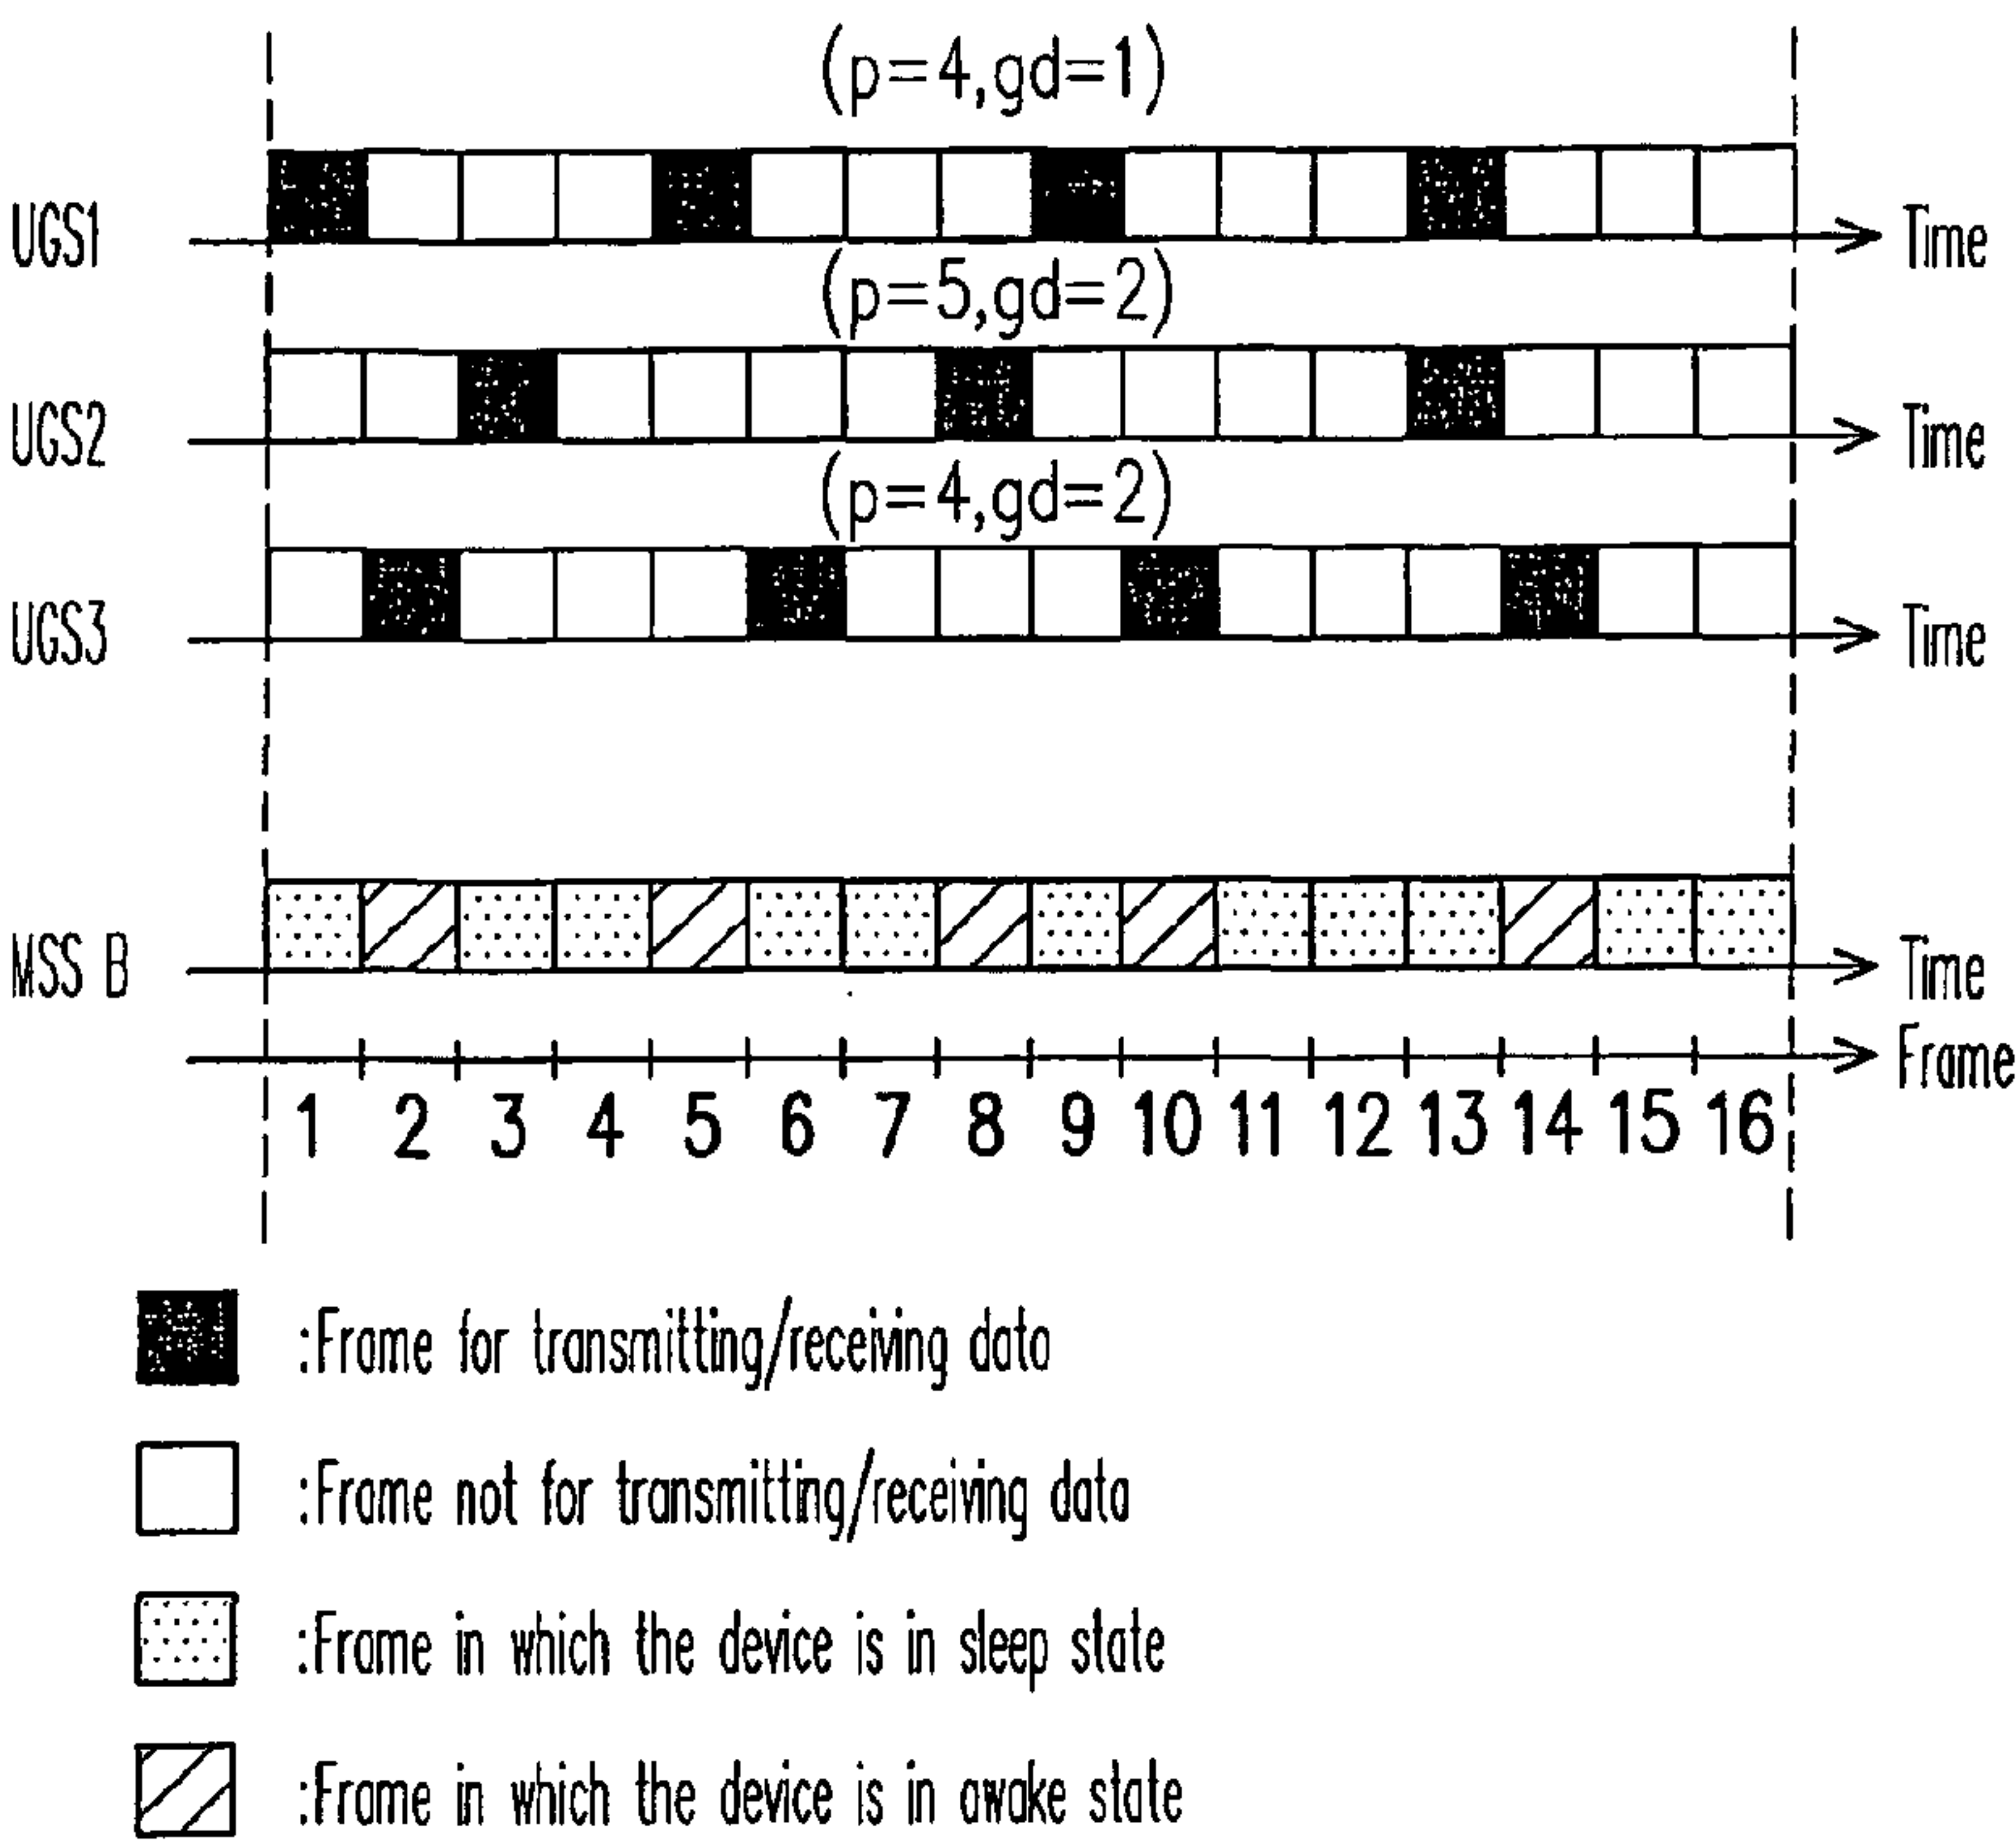 (p=4,gd=1)
UGS1 Time
(p=5,gd=2)
UGS2 Time
(p=4,gd=2)
UGS3 Time
MSS B Time
Frame
1 2 3 4 5 6 7 8 9 10 11 12 13 14 15 16
:Frame for transmitting/receiving data
:Frame not for transmitting/receiving data
:Frame in which the device is in sleep state
:Frame in which the device is in awake state